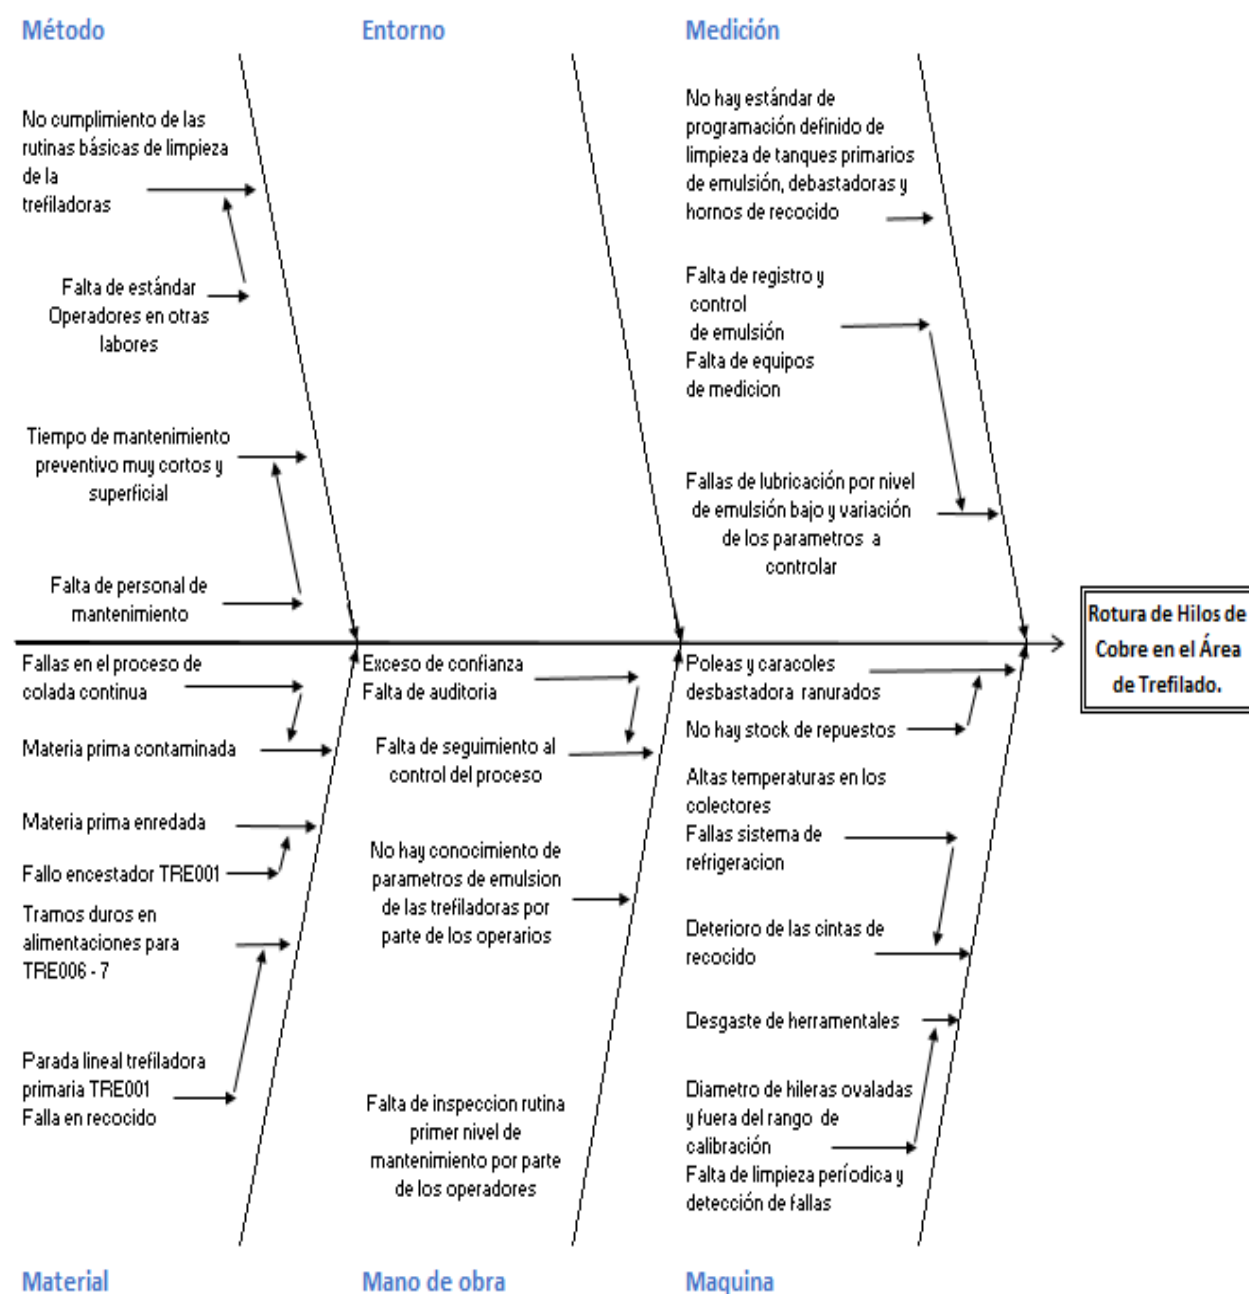 Método
No cumplimiento de las
rutinas básicas de limpieza
de la
trefiladoras
Falta de estándar
Operadores en otras
labores
Tiempo de mantenimiento
preventivo muy cortos y
superficial
Falta de personal de
mantenimiento
Entorno
Medición
No hay estándar de
programación definido de
limpieza de tanques primarios
de emulsión, debastadoras y
hornos de recocido
Falta de registro y
control
de emulsión
Falta de equipos
de medicion
Fallas de lubricación por nivel
de emulsión bajo y variación
de los parametros a
controlar
Rotura de Hilos de
Cobre en el Área
de Trefilado.
Fallas en el proceso de
colada continua
Materia prima contaminada
Materia prima enredada
Fallo encestador TRE001
Tramos duros en
alimentaciones para
TRE006 - 7
Parada lineal trefiladora
primaria TRE001
Falla en recocido
Material
Exceso de confianza
Falta de auditoria
Falta de seguimiento al
control del proceso
No hay conocimiento de
parametros de emulsion
de las trefiladoras por
parte de los operarios
Falta de inspeccion rutina
primer nivel de
mantenimiento por parte
de los operadores
Mano de obra
Poleas y caracoles
desbastadora ranurados
No hay stock de repuestos
Altas temperaturas en los
colectores
Fallas sistema de
refrigeracion
Deterioro de las cintas de
recocido
Desgaste de herramentales
Diametro de hileras ovaladas
y fuera del rango de
calibración
Falta de limpieza períodica y
detección de fallas
Maquina